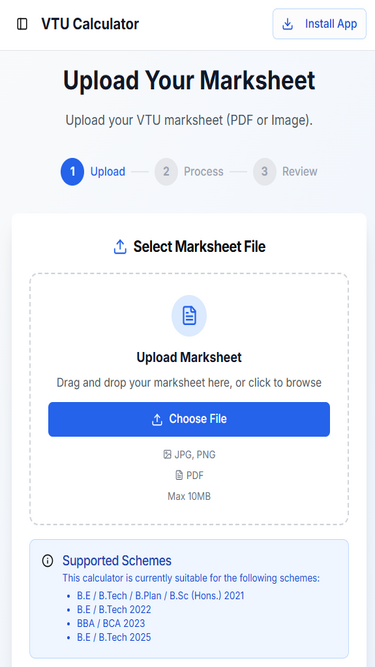 VTU Calculator
Install App
Upload Your Marksheet
Upload your VTU marksheet (PDF or Image).
1 Upload
2 Process
3 Review
Select Marksheet File
Upload Marksheet
Drag and drop your marksheet here, or click to browse
Choose File
JPG, PNG
PDF
Max 10MB
Supported Schemes
This calculator is currently suitable for the following schemes:
• B.E / B.Tech / B.Plan / B.Sc (Hons.) 2021
• B.E / B.Tech 2022
• BBA / BCA 2023
• B.E / B.Tech 2025